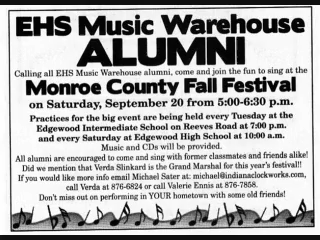 EHS Music Warehouse
ALUMNI
Calling all EHS Music Warehouse alumni, come and join the fun to sing at the
Monroe County Fall Festival
on Saturday, September 20 from 5:00-6:30 p.m.
Practices for the big event are being held every Tuesday at the
Edgewood Intermediate School on Reeves Road at 7:00 p.m.
and every Saturday at Edgewood High School at 10:00 a.m.
Music and CDs will be provided.
All alumni are encouraged to come and sing with former classmates and friends alike!
Did we mention that Verda Slinkard is the Grand Marshal for this year's festival!!
If you would like more info email Michael Sater at: michael@indianaclockworks.com,
call Verda at 876-6824 or call Valerie Ennis at 876-7858.
Don't miss out on performing in YOUR hometown with some old friends!